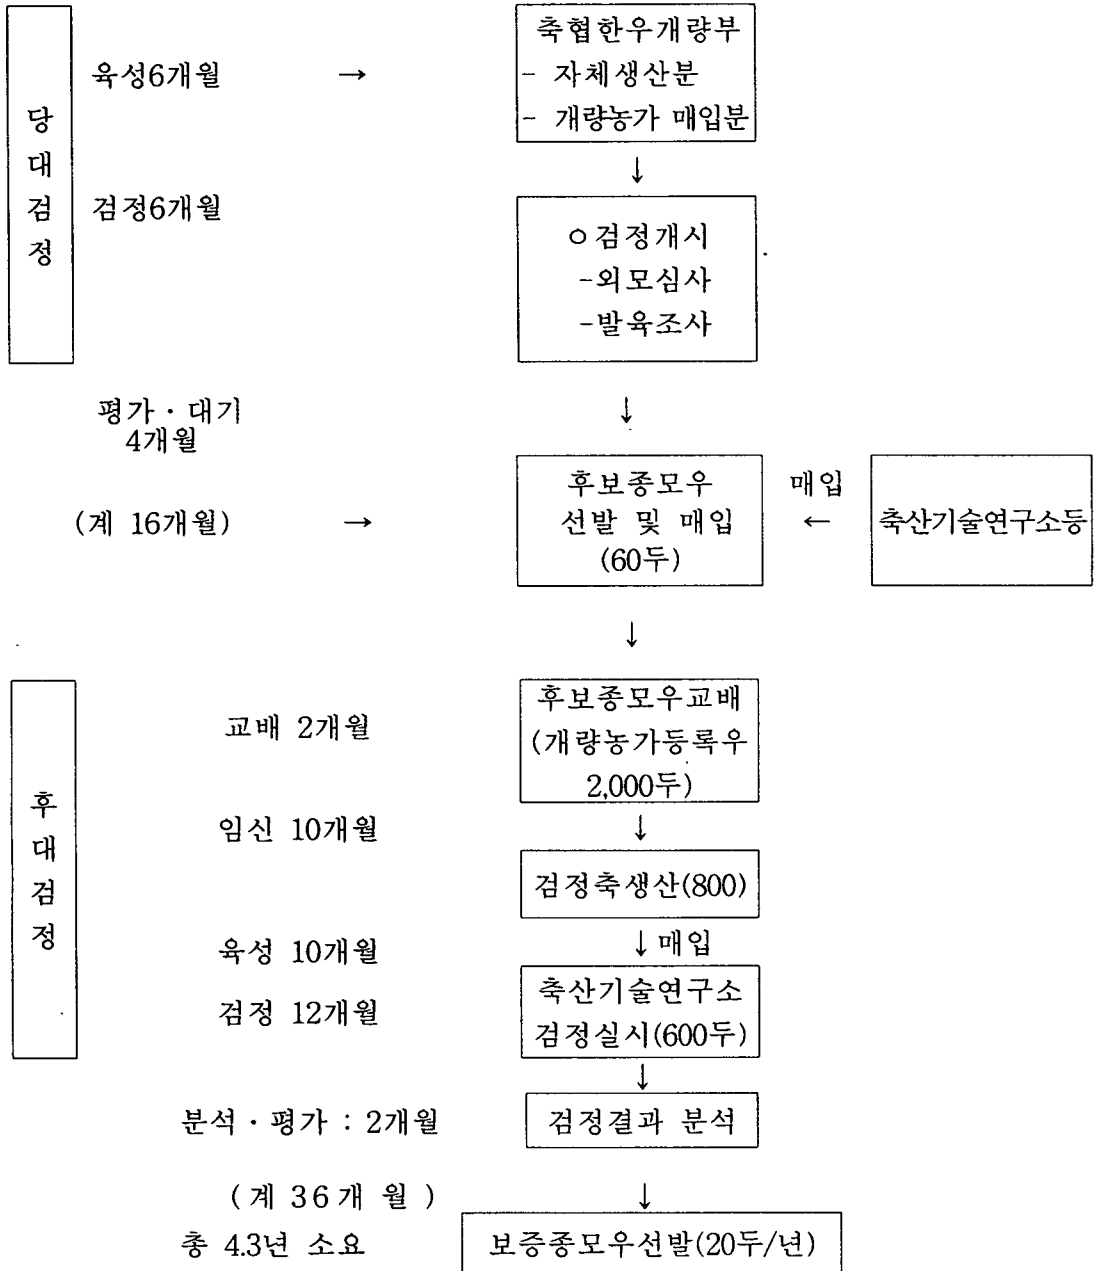 당대검정
육성6개월 →
축협한우개량부
- 자체생산분
- 개량농가 매입분
↓
검정6개월
○검정개시
-외모심사
-발육조사
평가·대기
4개월
↓
(계 16개월) →
후보종모우
선발 및 매입
(60두)
매입
←
축산기술연구소등
↓
후대검정
교배 2개월
후보종모우교배
(개량농가등록우
2,000두)
임신 10개월
↓
검정축생산(800)
육성 10개월
↓매입
검정 12개월
축산기술연구소
검정실시(600두)
↓
분석·평가 : 2개월
검정결과 분석
(계 36개 월 )
↓
총 4.3년 소요
보증종모우선발(20두/년)